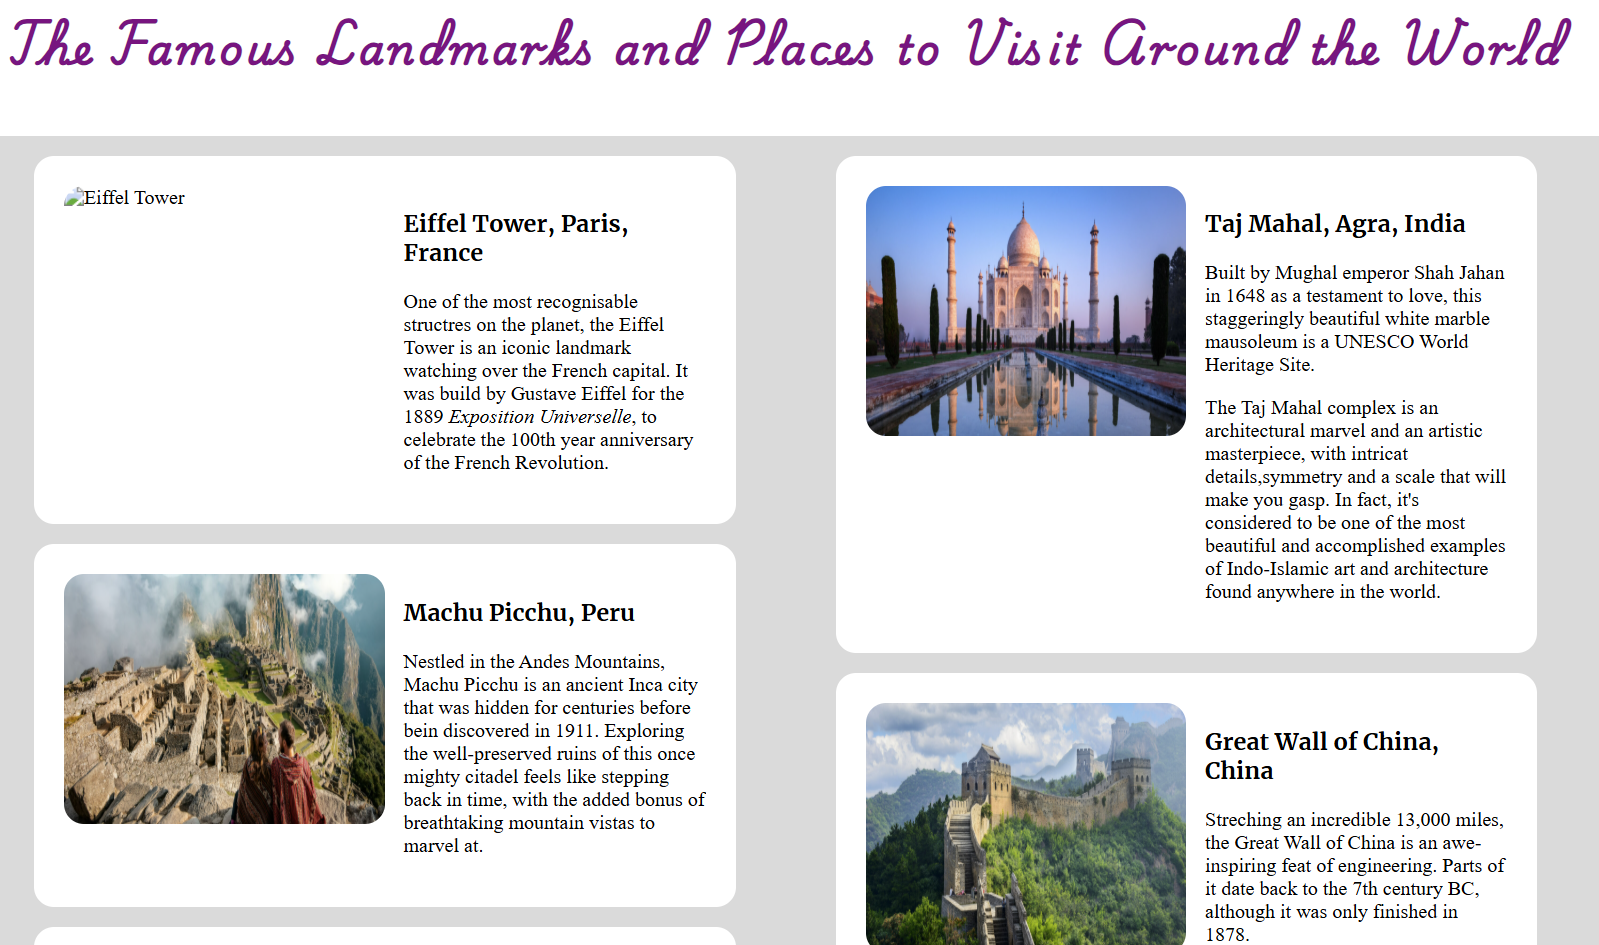 The Famous Landmarks and Places to Visit Around the World
Eiffel Tower
Eiffel Tower, Paris,
France
One of the most recognisable
structres on the planet, the Eiffel
Tower is an iconic landmark
watching over the French capital. It
was build by Gustave Eiffel for the
1889 Exposition Universelle, to
celebrate the 100th year anniversary
of the French Revolution.
Machu Picchu, Peru
Nestled in the Andes Mountains,
Machu Picchu is an ancient Inca city
that was hidden for centuries before
bein discovered in 1911. Exploring
the well-preserved ruins of this once
mighty citadel feels like stepping
back in time, with the added bonus of
breathtaking mountain vistas to
marvel at.
Taj Mahal, Agra, India
Built by Mughal emperor Shah Jahan
in 1648 as a testament to love, this
staggeringly beautiful white marble
mausoleum is a UNESCO World
Heritage Site.
The Taj Mahal complex is an
architectural marvel and an artistic
masterpiece, with intricat
details,symmetry and a scale that will
make you gasp. In fact, it's
considered to be one of the most
beautiful and accomplished examples
of Indo-Islamic art and architecture
found anywhere in the world.
Great Wall of China,
China
Streching an incredible 13,000 miles,
the Great Wall of China is an awe-
inspiring feat of engineering. Parts of
it date back to the 7th century BC,
although it was only finished in
1878.